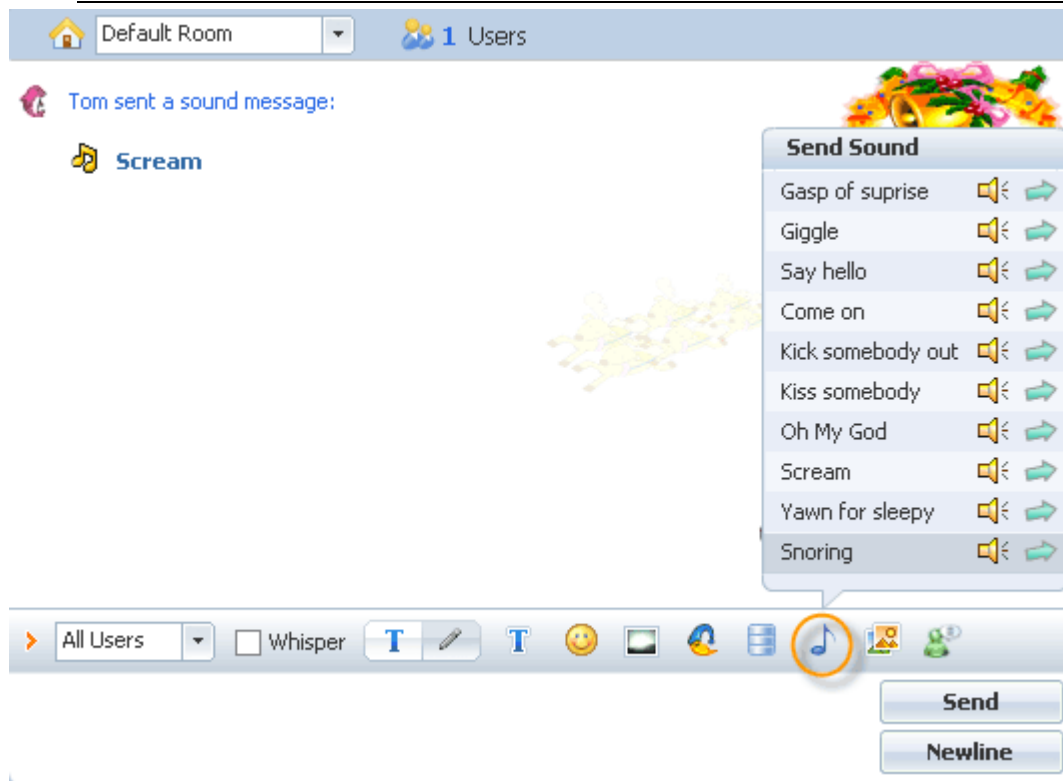 Default Room
1 Users
Tom sent a sound message:
Scream
Send Sound
Gasp of suprise
Giggle
Say hello
Come on
Kick somebody out
Kiss somebody
Oh My God
Scream
Yawn for sleepy
Snoring
All Users Whisper T T
Send
Newline